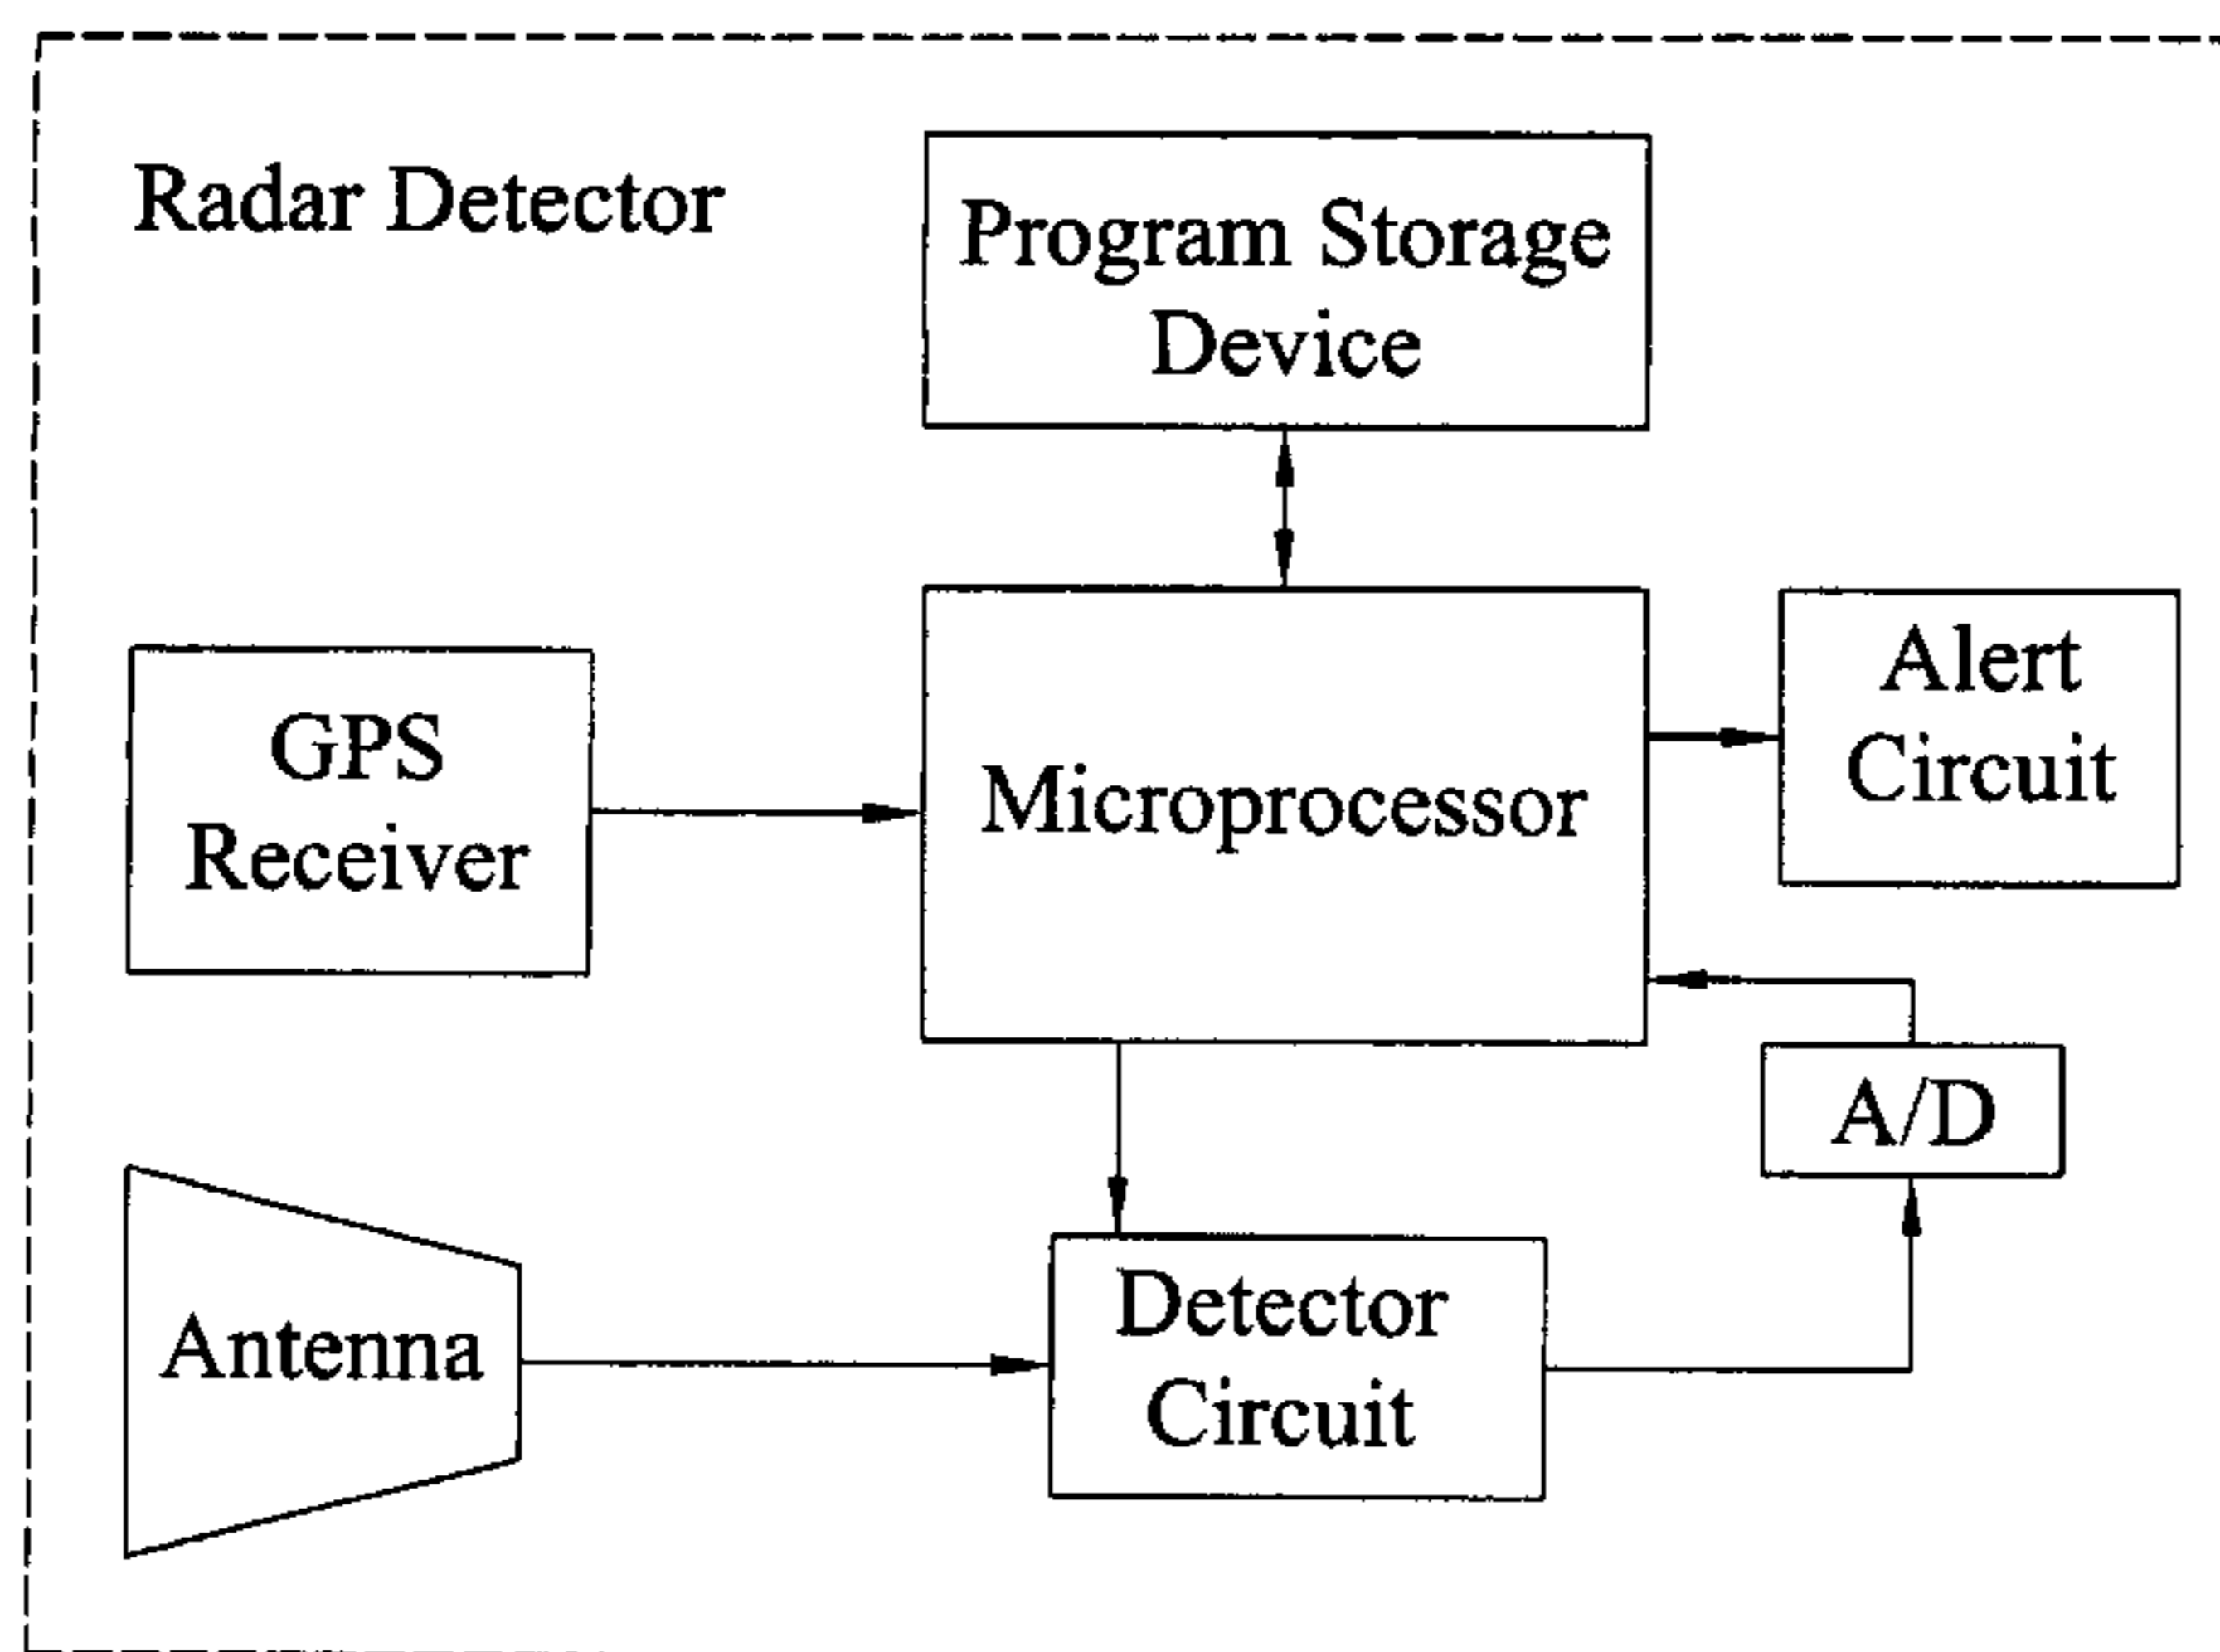 Radar Detector
Program Storage
Device
GPS
Receiver
Microprocessor
Alert
Circuit
A/D
Antenna
Detector
Circuit